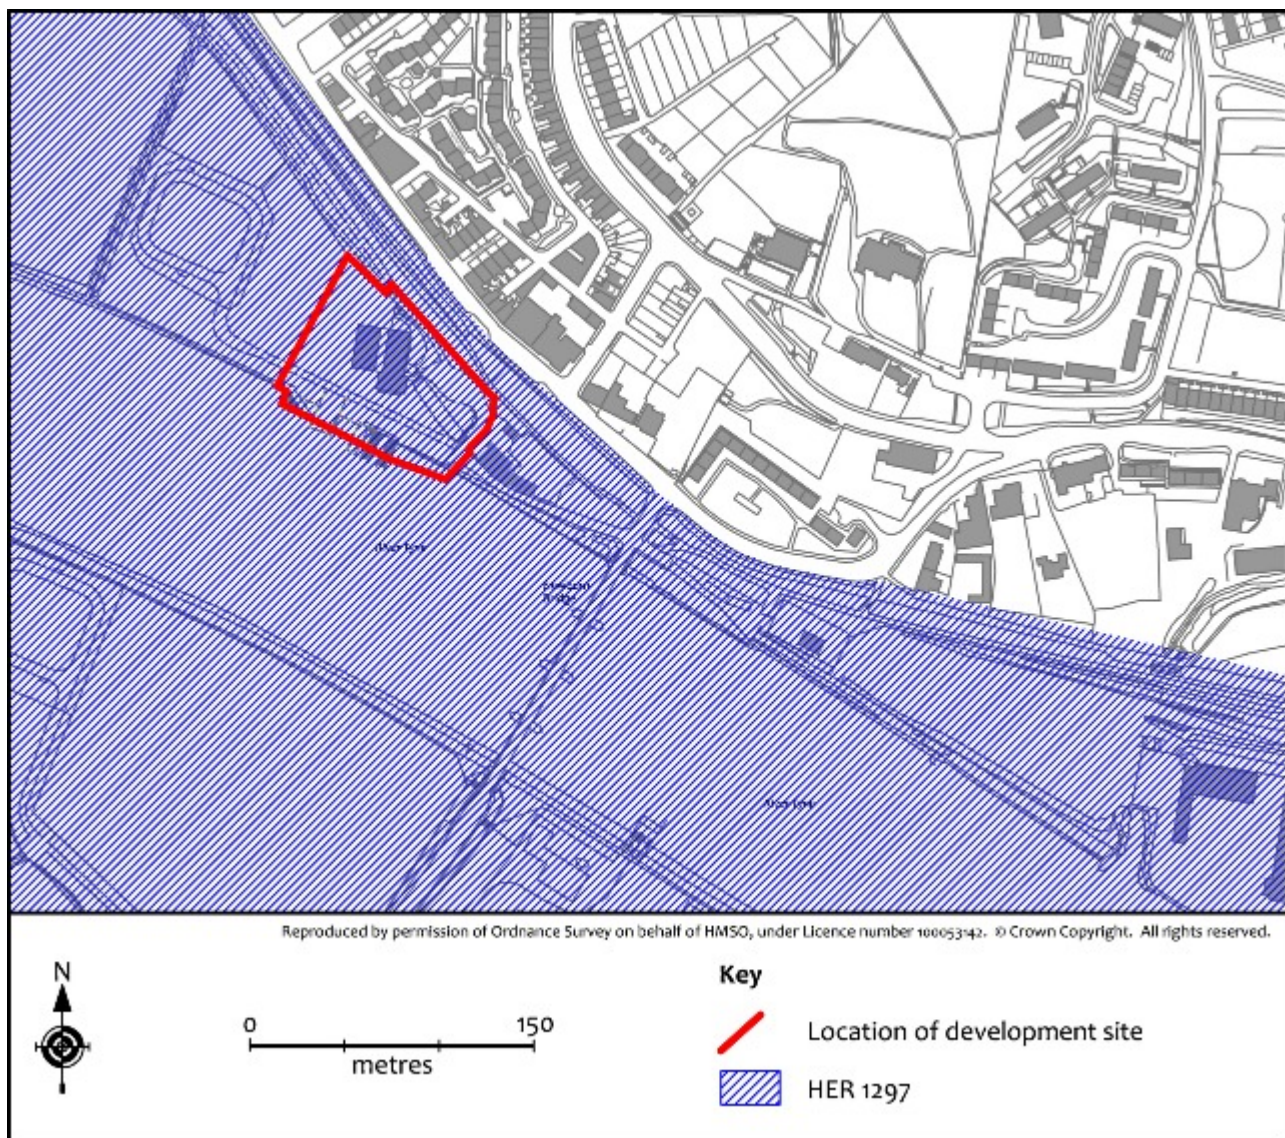 Reproduced by permission of Ordnance Survey on behalf of HMSO, under Licence number 100053142. © Crown Copyright. All rights reserved.
N
0 150
metres
Key
Location of development site
HER 1297